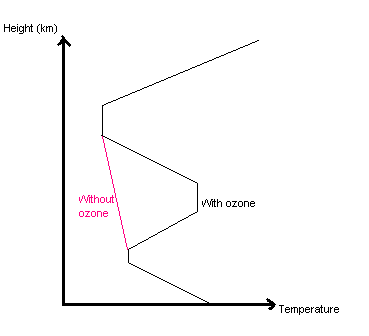 Height (km)
Without
ozone
With ozone
Temperature